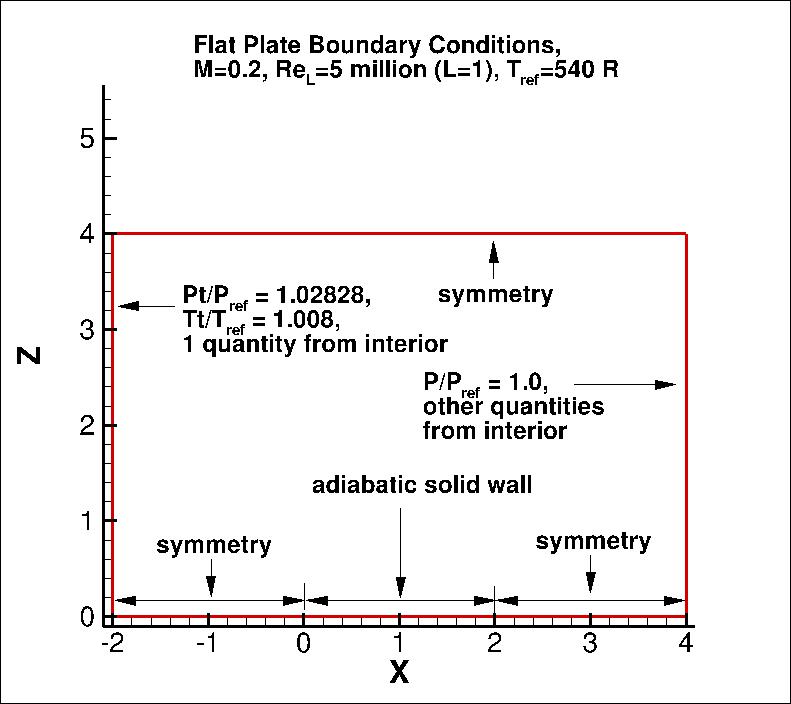 Flat Plate Boundary Conditions,
M=0.2, ReL=5 million (L=1), Tref=540 R
5
4
3
2
1
0
Z
Pt/Pref = 1.02828,
Tt/Tref = 1.008,
1 quantity from interior
symmetry
P/Pref = 1.0,
other quantities
from interior
adiabatic solid wall
symmetry
symmetry
-2 -1 0 1 2 3 4
X